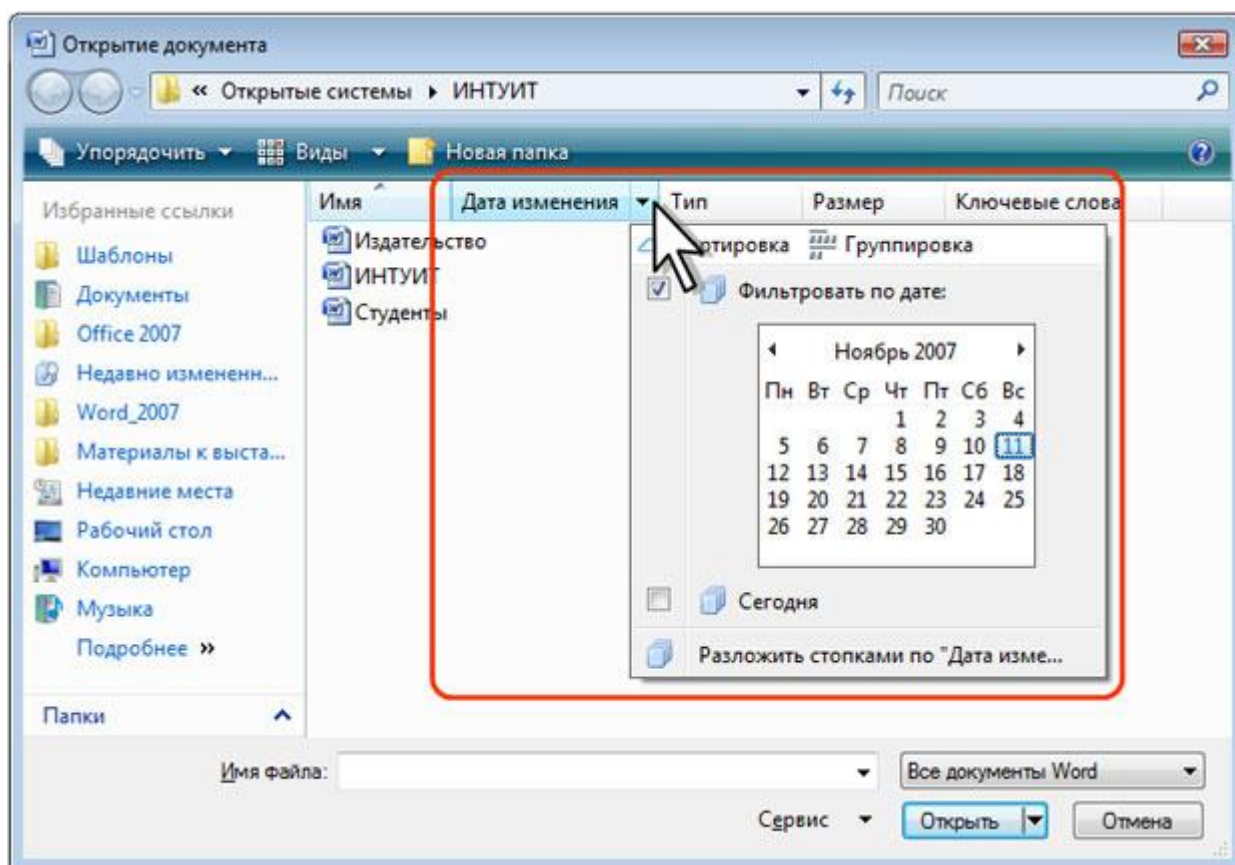 Открытие документа
« Открытые системы ИНТУИТ Поиск
Упорядочить Виды Новая папка
Избранные ссылки
Шаблоны
Документы
Office 2007
Недавно измененн...
Word_2007
Материалы к выста...
Недавние места
Рабочий стол
Компьютер
Музыка
Подробнее »
Папки
Имя Дата изменения Тип Размер Ключевые слова
Издательство
ИНТУИТ
Студенты
Группировка
Фильтровать по дате:
Ноябрь 2007
Пн Вт Ср Чт Пт Сб Вс
1 2 3 4
5 6 7 8 9 10 11
12 13 14 15 16 17 18
19 20 21 22 23 24 25
26 27 28 29 30
Сегодня
Разложить стопками по "Дата изме...
Имя файла: Все документы Word
Сервис Открыть Отмена